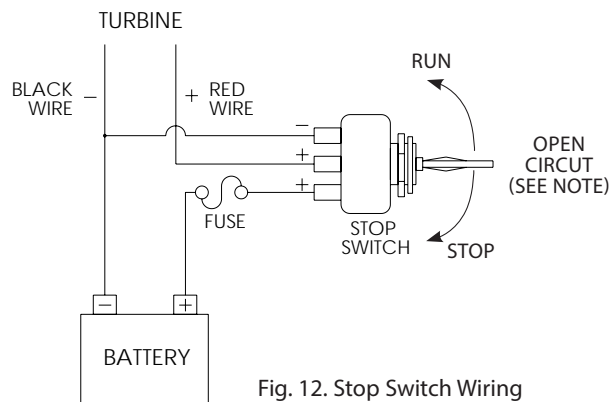 TURBINE
BLACK
WIRE
−
+
RED
WIRE
RUN
−
+
+
OPEN
CIRCUT
(SEE NOTE)
FUSE
STOP
SWITCH
STOP
−
+
BATTERY
Fig. 12. Stop Switch Wiring